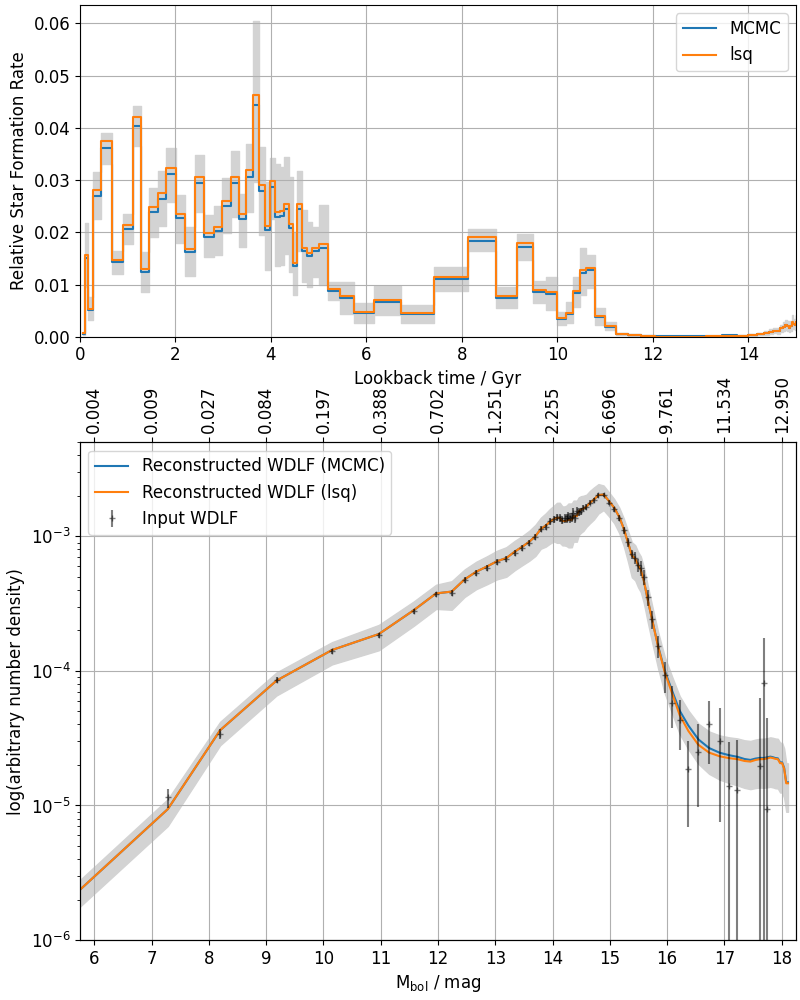 Relative Star Formation Rate
0.06
0.05
0.04
0.03
0.02
0.01
0.00
MCMC
lsq
0 2 4 6 8 10 12 14
Lookback time / Gyr
0.004 0.009 0.027 0.084 0.197 0.388 0.702 1.251 2.255 6.696 9.761 11.534 12.950
Reconstructed WDLF (MCMC)
Reconstructed WDLF (lsq)
Input WDLF
log(arbitrary number density)
10⁻³
10⁻⁴
10⁻⁵
10⁻⁶
6 7 8 9 10 11 12 13 14 15 16 17 18
M_bol / mag